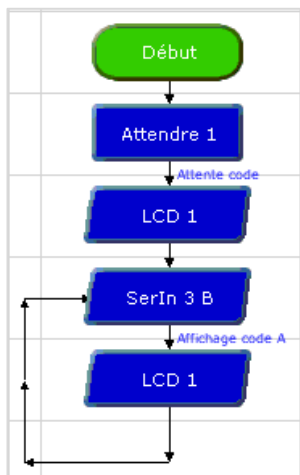 Début
Attendre 1
Attente code
LCD 1
SerIn 3 B
Affichage code A
LCD 1